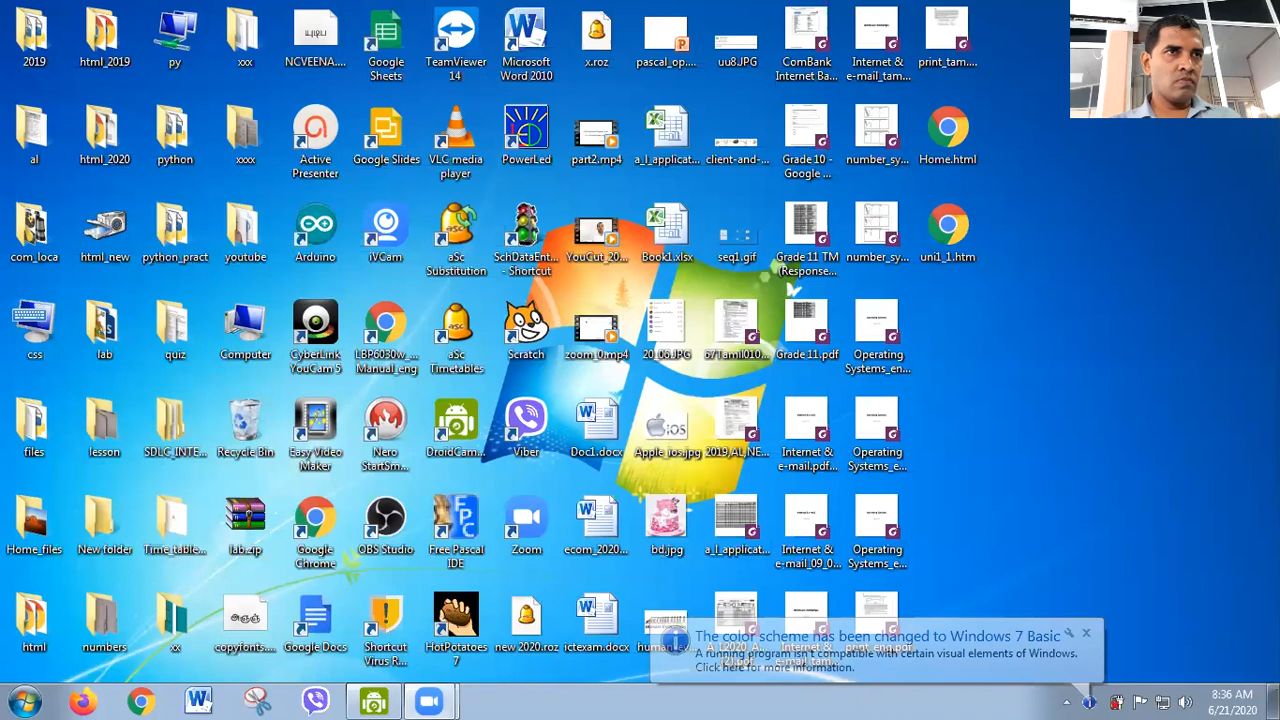 2019
html_2019
py
xxx
NCVEENA....
Google
Sheets
TeamViewer
14
Microsoft
Word 2010
x.roz
pascal_op....
uu8.JPG
ComBank
Internet Ba...
Internet &
e-mail_tam...
print_tam....
al
html_2020
python
xxxx
Active
Presenter
Google Slides
VLC media
player
PowerLed
part2.mp4
a_l_applicat...
client-and-...
Grade 10 -
Google ...
number_sy...
Home.html
com_loca
html_new
python_pract
youtube
Arduino
iVCam
aSc
Substitution
SchDataEnt...
- Shortcut
YouCut_20...
Book1.xlsx
seq1.gif
Grade 11 TM
(Response...
number_sy...
uni1_1.htm
css
lab
quiz
Computer
CyberLink
YouCam 5
LBP6030w_...
Manual_eng
aSc
Timetables
Scratch
zoom_0.mp4
20106.JPG
67Tamil010...
Grade 11.pdf
Operating
Systems_en...
files
lesson
SDJC_INTE...
Recycle Bin
Easy Video
Maker
Nero
StartSm...
DroidCam...
Viber
Doc1.docx
Apple_ios.jpg
2019,AL,NE...
Internet &
e-mail.pdf...
Operating
Systems_e...
Home_files
New folder
Time_table...
lab.zip
Google
Chrome
OBS Studio
Free Pascal
IDE
Zoom
ecom_2020...
bd.jpg
a_l_applicat...
Internet &
e-mail_09_0...
Operating
Systems_e...
html
numbers
xx
copyfonts....
Google Docs
Shortcut
Virus R...
HotPotatoes
7
new 2020.roz
ictexam.docx
The color scheme has been changed to Windows 7 Basic
A running program isn't compatible with certain visual elements of Windows.
Click here for more information.
8:36 AM
6/21/2020